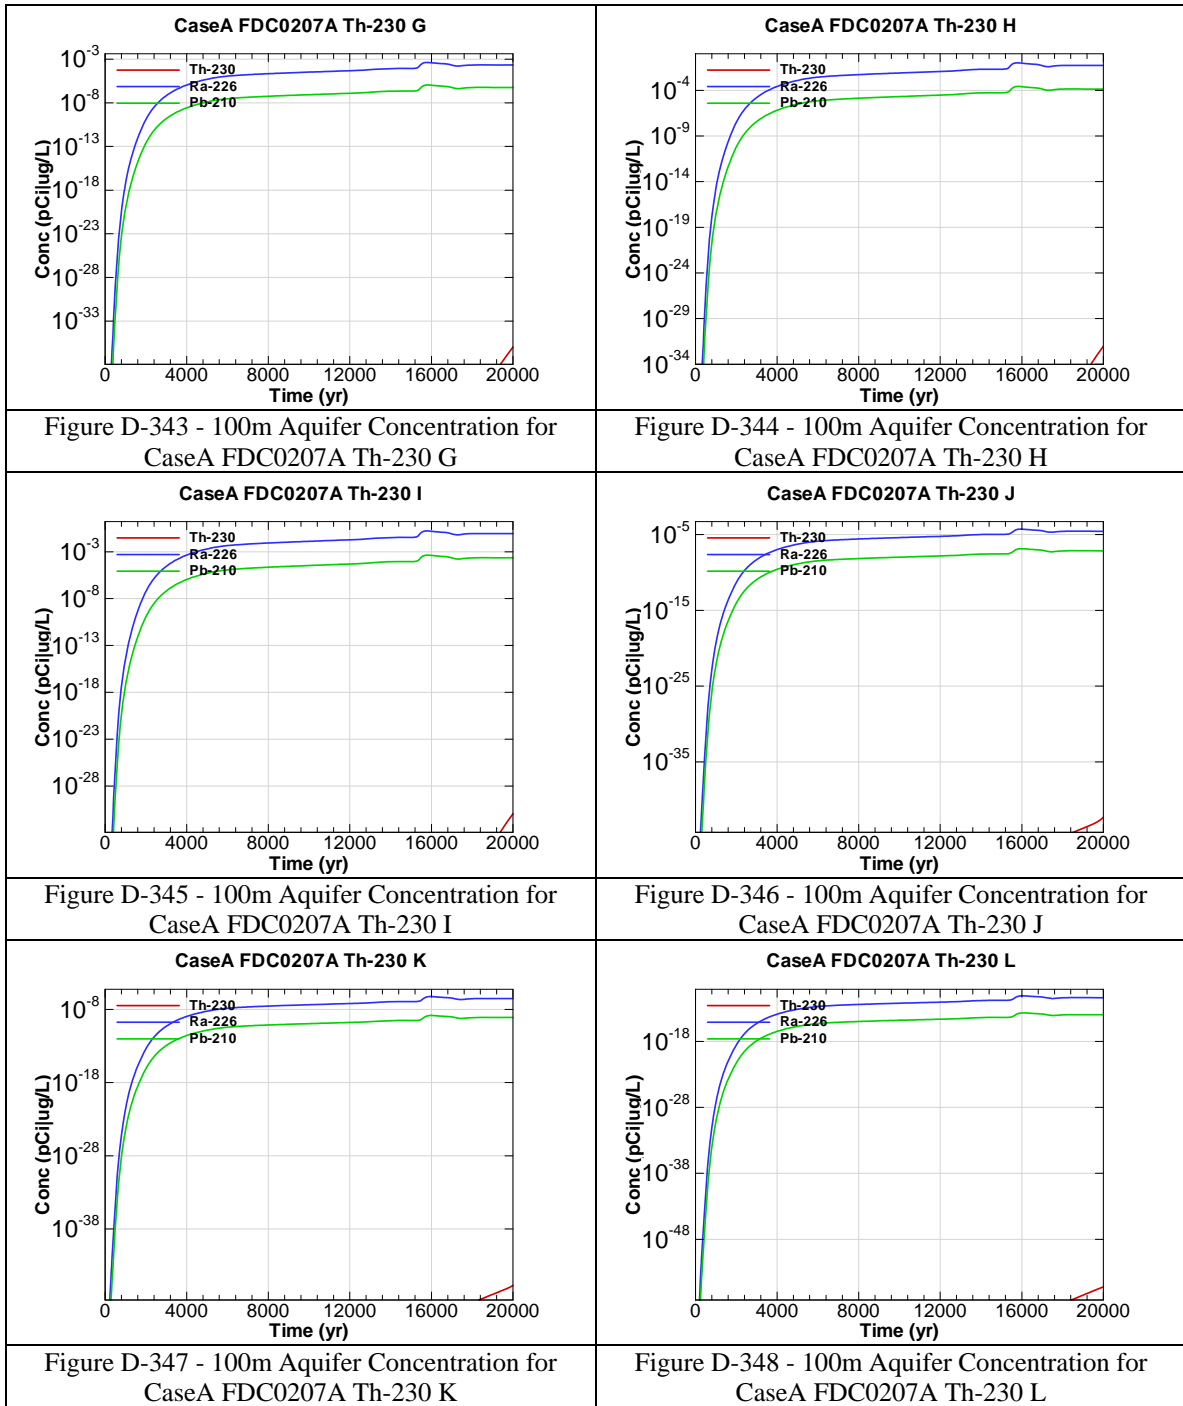 CaseA FDC0207A Th-230 G
Conc (pCi|ug/L)
10-3
10-8
10-13
10-18
10-23
10-28
10-33
Th-230
Ra-226
Pb-210
0 4000 8000 12000 16000 20000
Time (yr)
Figure D-343 - 100m Aquifer Concentration for
CaseA FDC0207A Th-230 G
CaseA FDC0207A Th-230 H
Conc (pCi|ug/L)
10-4
10-9
10-14
10-19
10-24
10-29
10-34
Th-230
Ra-226
Pb-210
0 4000 8000 12000 16000 20000
Time (yr)
Figure D-344 - 100m Aquifer Concentration for
CaseA FDC0207A Th-230 H
CaseA FDC0207A Th-230 I
Conc (pCi|ug/L)
10-3
10-8
10-13
10-18
10-23
10-28
Th-230
Ra-226
Pb-210
0 4000 8000 12000 16000 20000
Time (yr)
Figure D-345 - 100m Aquifer Concentration for
CaseA FDC0207A Th-230 I
CaseA FDC0207A Th-230 J
Conc (pCi|ug/L)
10-5
10-15
10-25
10-35
Th-230
Ra-226
Pb-210
0 4000 8000 12000 16000 20000
Time (yr)
Figure D-346 - 100m Aquifer Concentration for
CaseA FDC0207A Th-230 J
CaseA FDC0207A Th-230 K
Conc (pCi|ug/L)
10-8
10-18
10-28
10-38
Th-230
Ra-226
Pb-210
0 4000 8000 12000 16000 20000
Time (yr)
Figure D-347 - 100m Aquifer Concentration for
CaseA FDC0207A Th-230 K
CaseA FDC0207A Th-230 L
Conc (pCi|ug/L)
10-18
10-28
10-38
10-48
Th-230
Ra-226
Pb-210
0 4000 8000 12000 16000 20000
Time (yr)
Figure D-348 - 100m Aquifer Concentration for
CaseA FDC0207A Th-230 L